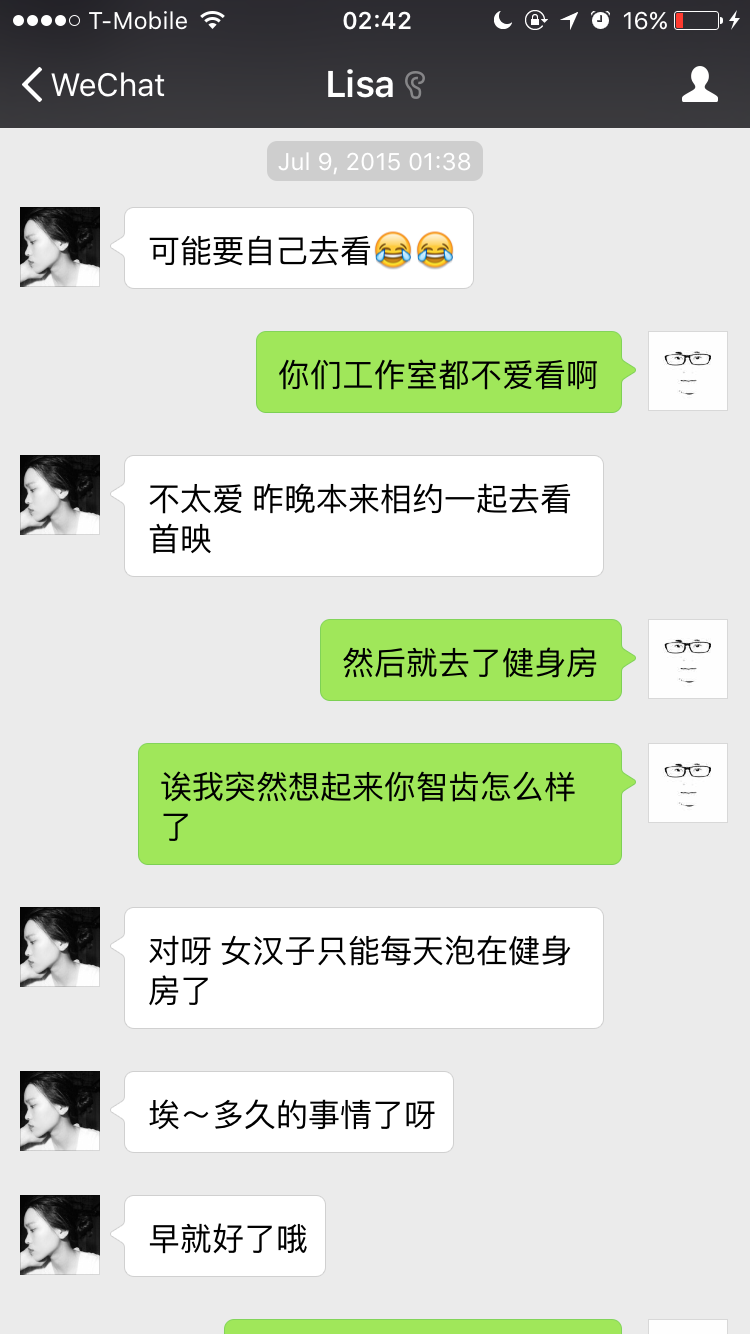 T-Mobile 02:42 16%
WeChat Lisa
Jul 9, 2015 01:38
可能要自己去看😂😂
你们工作室都不爱看啊
不太爱 昨晚本来相约一起去看
首映
然后就去了健身房
诶我突然想起来你智齿怎么样
了
对呀 女汉子只能每天泡在健身
房了
埃～多久的事情了呀
早就好了哦